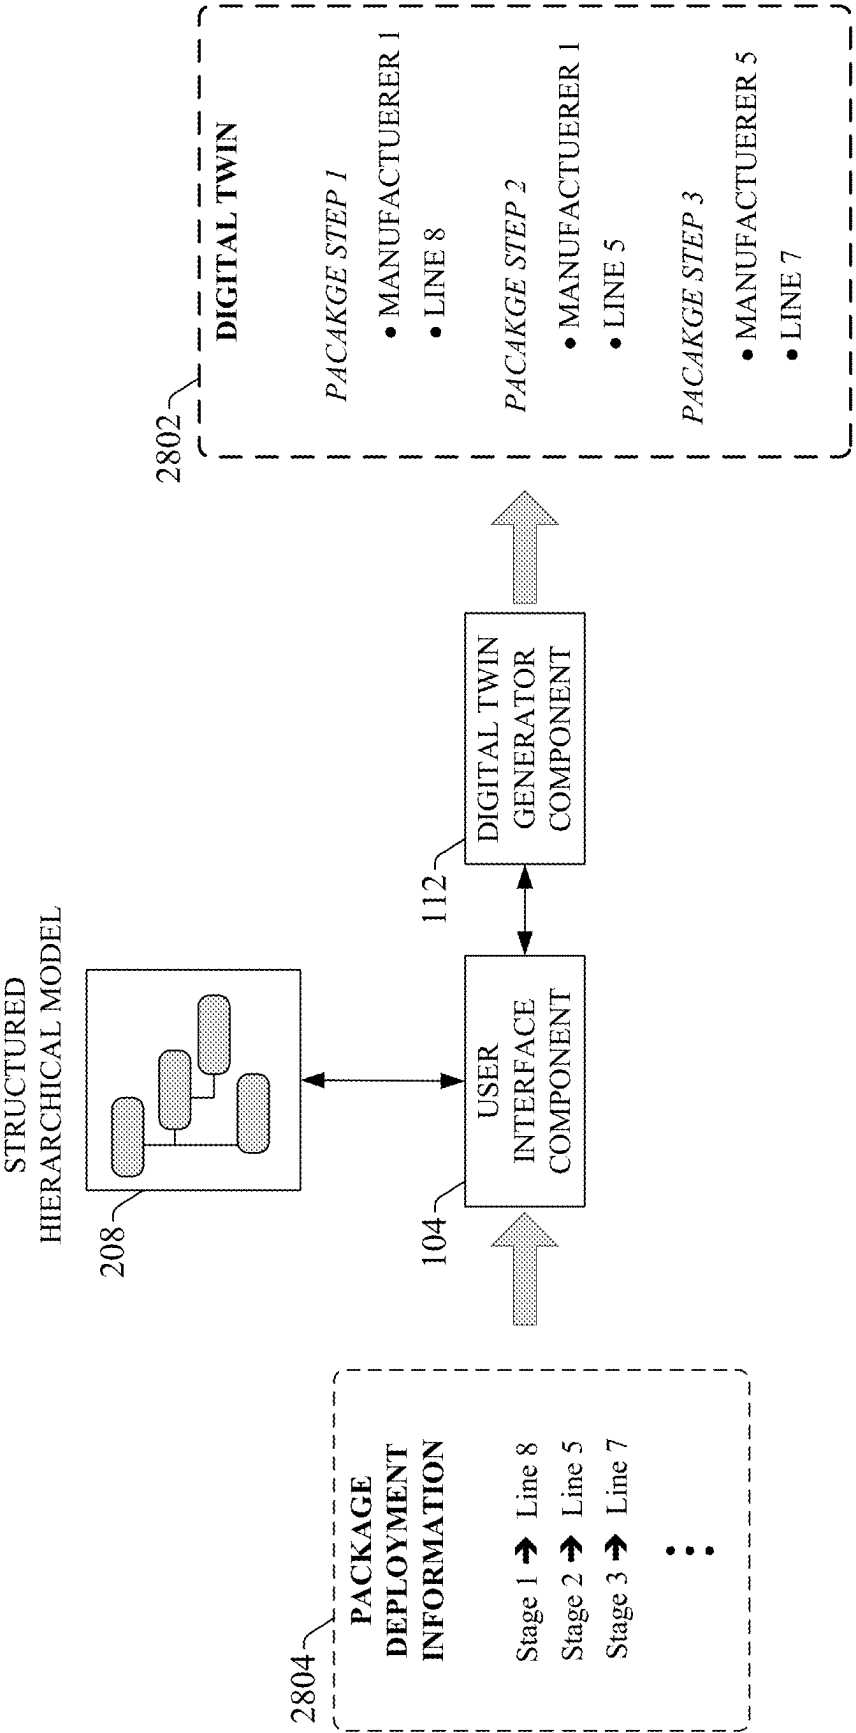 STRUCTURED
HIERARCHICAL MODEL
208
2804
PACKAGE
DEPLOYMENT
INFORMATION
Stage 1 ➔ Line 8
Stage 2 ➔ Line 5
Stage 3 ➔ Line 7
104
USER
INTERFACE
COMPONENT
112
DIGITAL TWIN
GENERATOR
COMPONENT
2802
DIGITAL TWIN
PACAKGE STEP 1
• MANUFACTUERER 1
• LINE 8
PACAKGE STEP 2
• MANUFACTUERER 1
• LINE 5
PACAKGE STEP 3
• MANUFACTUERER 5
• LINE 7